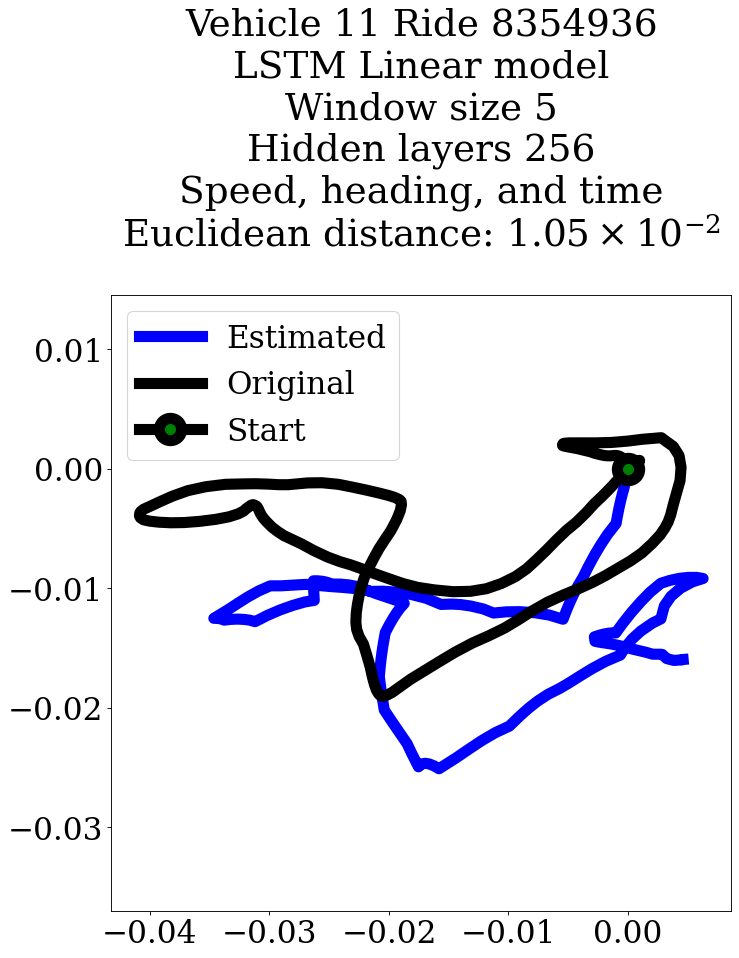 Vehicle 11 Ride 8354936
LSTM Linear model
Window size 5
Hidden layers 256
Speed, heading, and time
Euclidean distance: 1.05 × 10⁻²
Estimated
Original
Start
0.01
0.00
−0.01
−0.02
−0.03
−0.04 −0.03 −0.02 −0.01 0.00